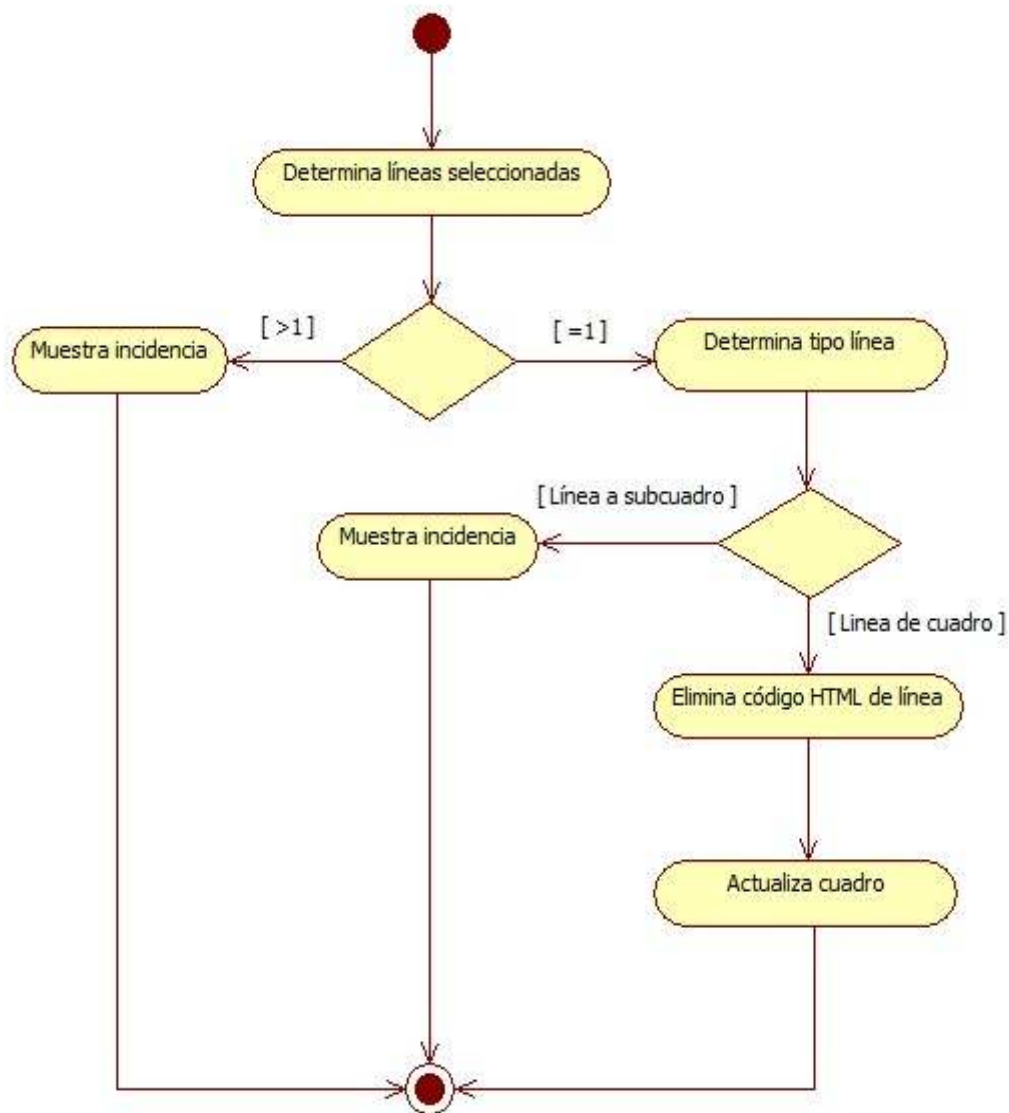 Determina líneas seleccionadas
[ >1 ]
[ =1 ]
Muestra incidencia
Determina tipo línea
[ Línea a subcuadro ]
Muestra incidencia
[ Linea de cuadro ]
Elimina código HTML de línea
Actualiza cuadro